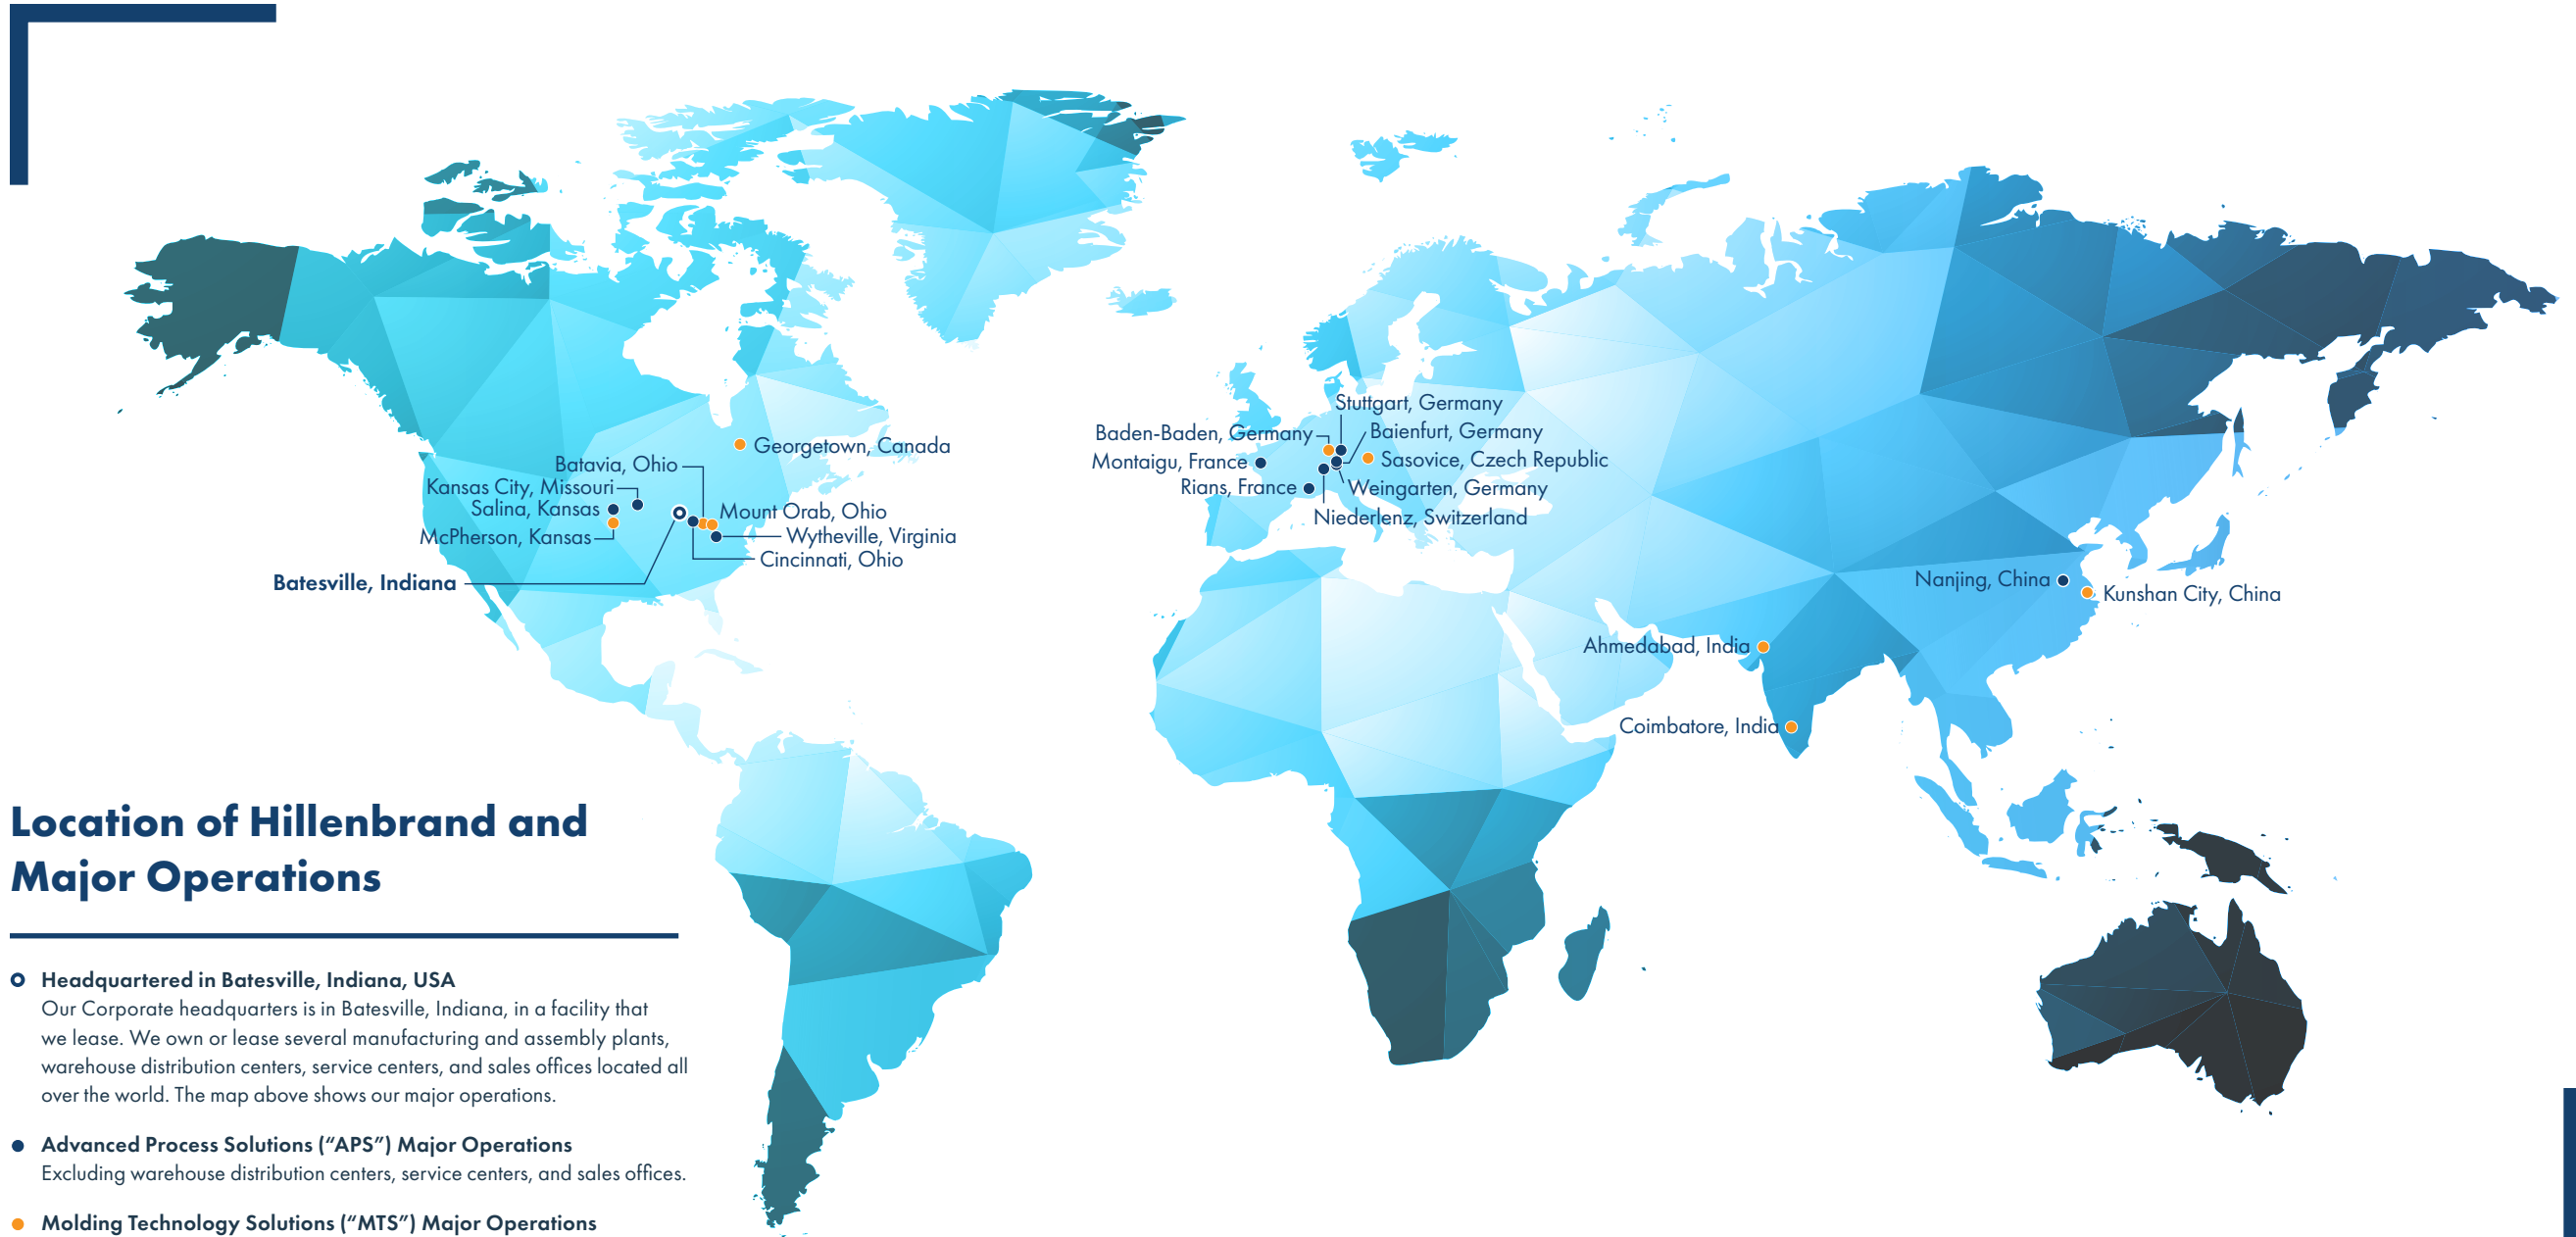 Stuttgart, Germany
Baden-Baden, Germany
Baienfurt, Germany
Georgetown, Canada
Montaigu, France
Sasovice, Czech Republic
Batavia, Ohio
Kansas City, Missouri
Rians, France
Weingarten, Germany
Salina, Kansas
Mount Orab, Ohio
Niederlenz, Switzerland
McPherson, Kansas
Wytheville, Virginia
Cincinnati, Ohio
Batesville, Indiana
Nanjing, China
Kunshan City, China
Ahmedabad, India
Coimbatore, India
Location of Hillenbrand and
Major Operations
Headquartered in Batesville, Indiana, USA
Our Corporate headquarters is in Batesville, Indiana, in a facility that
we lease. We own or lease several manufacturing and assembly plants,
warehouse distribution centers, service centers, and sales offices located all
over the world. The map above shows our major operations.
Advanced Process Solutions (“APS”) Major Operations
Excluding warehouse distribution centers, service centers, and sales offices.
Molding Technology Solutions (“MTS”) Major Operations